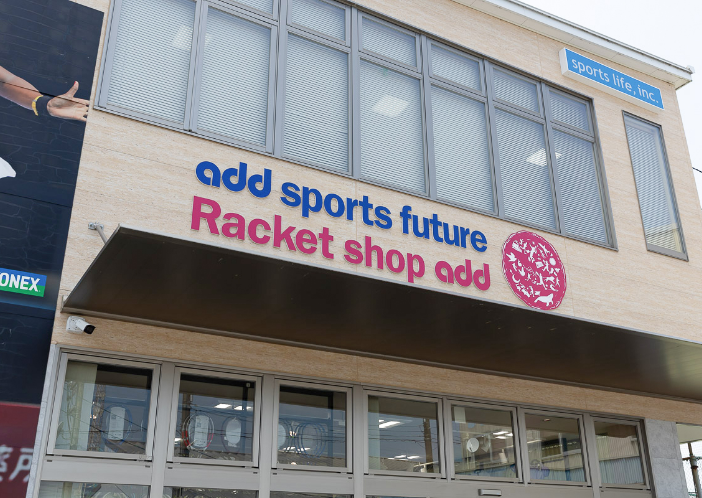 sports life, inc.
add sports future
Racket shop add
ONEX